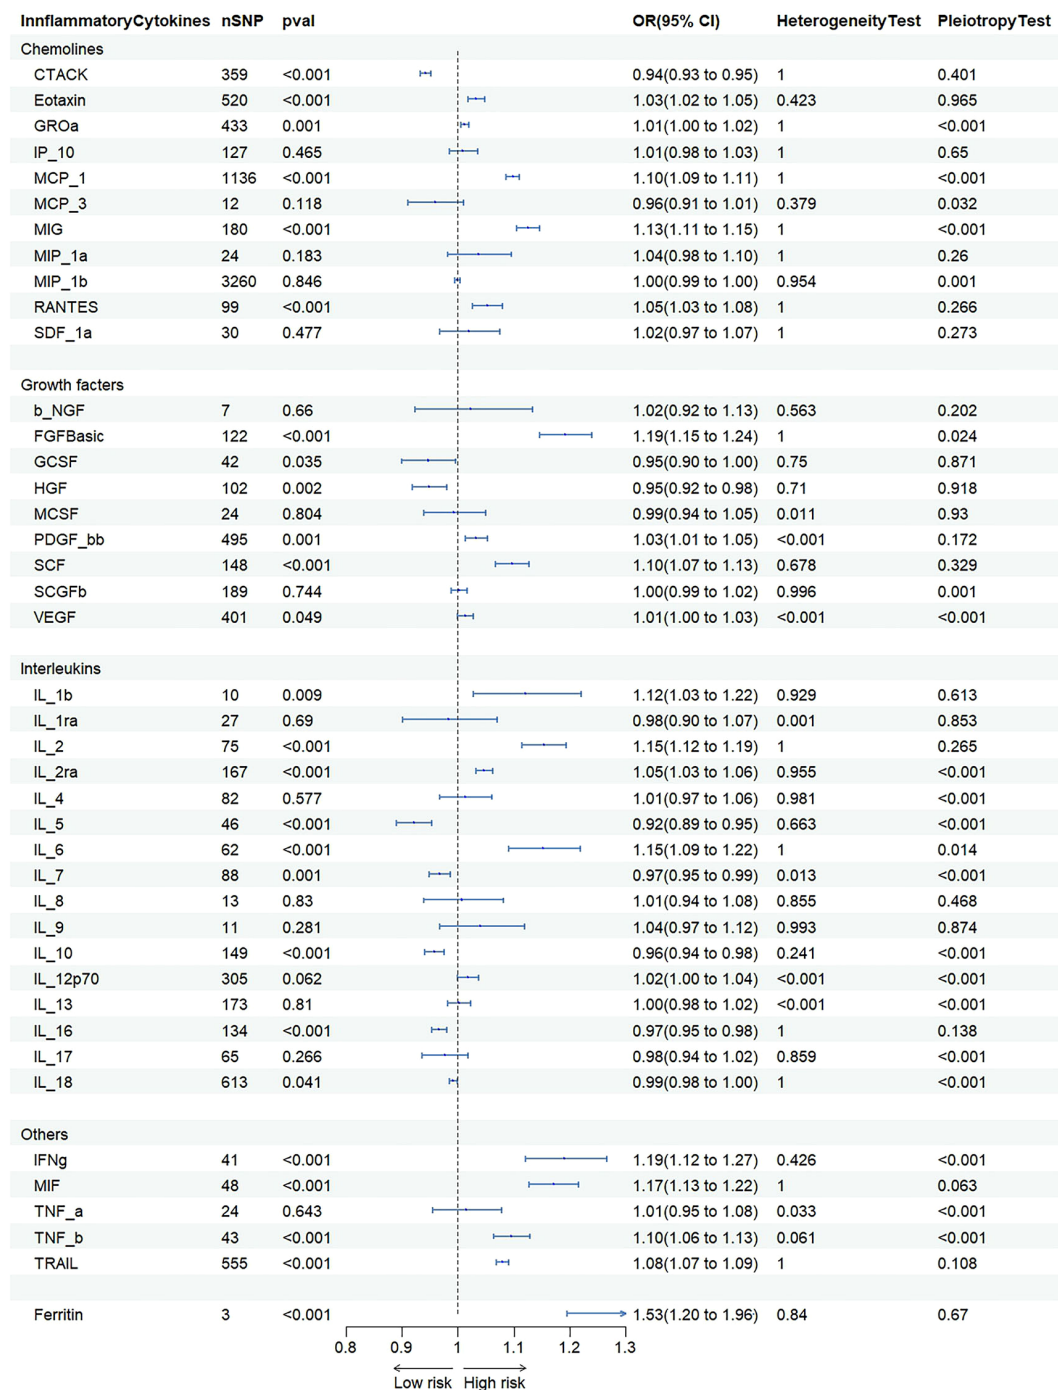 InnflammatoryCytokines nSNP pval OR(95% CI) HeterogeneityTest PleiotropyTest
Chemolines
CTACK 359 <0.001 0.94(0.93 to 0.95) 1 0.401
Eotaxin 520 <0.001 1.03(1.02 to 1.05) 0.423 0.965
GROa 433 0.001 1.01(1.00 to 1.02) 1 <0.001
IP_10 127 0.465 1.01(0.98 to 1.03) 1 0.65
MCP_1 1136 <0.001 1.10(1.09 to 1.11) 1 <0.001
MCP_3 12 0.118 0.96(0.91 to 1.01) 0.379 0.032
MIG 180 <0.001 1.13(1.11 to 1.15) 1 <0.001
MIP_1a 24 0.183 1.04(0.98 to 1.10) 1 0.26
MIP_1b 3260 0.846 1.00(0.99 to 1.00) 0.954 0.001
RANTES 99 <0.001 1.05(1.03 to 1.08) 1 0.266
SDF_1a 30 0.477 1.02(0.97 to 1.07) 1 0.273
Growth factors
b_NGF 7 0.66 1.02(0.92 to 1.13) 0.563 0.202
FGFBasic 122 <0.001 1.19(1.15 to 1.24) 1 0.024
GCSF 42 0.035 0.95(0.90 to 1.00) 0.75 0.871
HGF 102 0.002 0.95(0.92 to 0.98) 0.71 0.918
MCSF 24 0.804 0.99(0.94 to 1.05) 0.011 0.93
PDGF_bb 495 0.001 1.03(1.01 to 1.05) <0.001 0.172
SCF 148 <0.001 1.10(1.07 to 1.13) 0.678 0.329
SCGFb 189 0.744 1.00(0.99 to 1.02) 0.996 0.001
VEGF 401 0.049 1.01(1.00 to 1.03) <0.001 <0.001
Interleukins
IL_1b 10 0.009 1.12(1.03 to 1.22) 0.929 0.613
IL_1ra 27 0.69 0.98(0.90 to 1.07) 0.001 0.853
IL_2 75 <0.001 1.15(1.12 to 1.19) 1 0.265
IL_2ra 167 <0.001 1.05(1.03 to 1.06) 0.955 <0.001
IL_4 82 0.577 1.01(0.97 to 1.06) 0.981 <0.001
IL_5 46 <0.001 0.92(0.89 to 0.95) 0.663 <0.001
IL_6 62 <0.001 1.15(1.09 to 1.22) 1 0.014
IL_7 88 0.001 0.97(0.95 to 0.99) 0.013 <0.001
IL_8 13 0.83 1.01(0.94 to 1.08) 0.855 0.468
IL_9 11 0.281 1.04(0.97 to 1.12) 0.993 0.874
IL_10 149 <0.001 0.96(0.94 to 0.98) 0.241 <0.001
IL_12p70 305 0.062 1.02(1.00 to 1.04) <0.001 <0.001
IL_13 173 0.81 1.00(0.98 to 1.02) <0.001 <0.001
IL_16 134 <0.001 0.97(0.95 to 0.98) 1 0.138
IL_17 65 0.266 0.98(0.94 to 1.02) 0.859 <0.001
IL_18 613 0.041 0.99(0.98 to 1.00) 1 <0.001
Others
IFNg 41 <0.001 1.19(1.12 to 1.27) 0.426 <0.001
MIF 48 <0.001 1.17(1.13 to 1.22) 1 0.063
TNF_a 24 0.643 1.01(0.95 to 1.08) 0.033 <0.001
TNF_b 43 <0.001 1.10(1.06 to 1.13) 0.061 <0.001
TRAIL 555 <0.001 1.08(1.07 to 1.09) 1 0.108
Ferritin 3 <0.001 1.53(1.20 to 1.96) 0.84 0.67
0.8 0.9 1 1.1 1.2 1.3
Low risk High risk